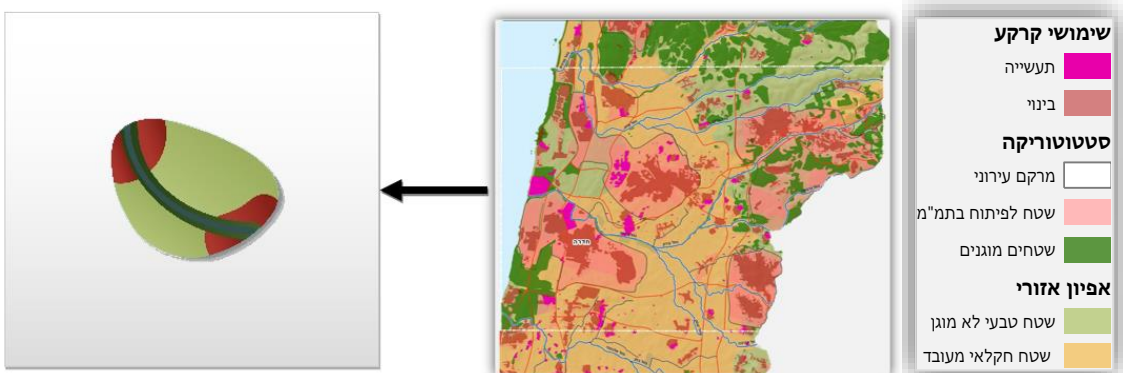 שימושי קרקע
תעשייה
בינוי
סטטוטוריקה
מרקם עירוני
שטח לפיתוח בתמ"מ
שטחים מוגנים
אפיון אזורי
שטח טבעי לא מוגן
שטח חקלאי מעובד
חדרה